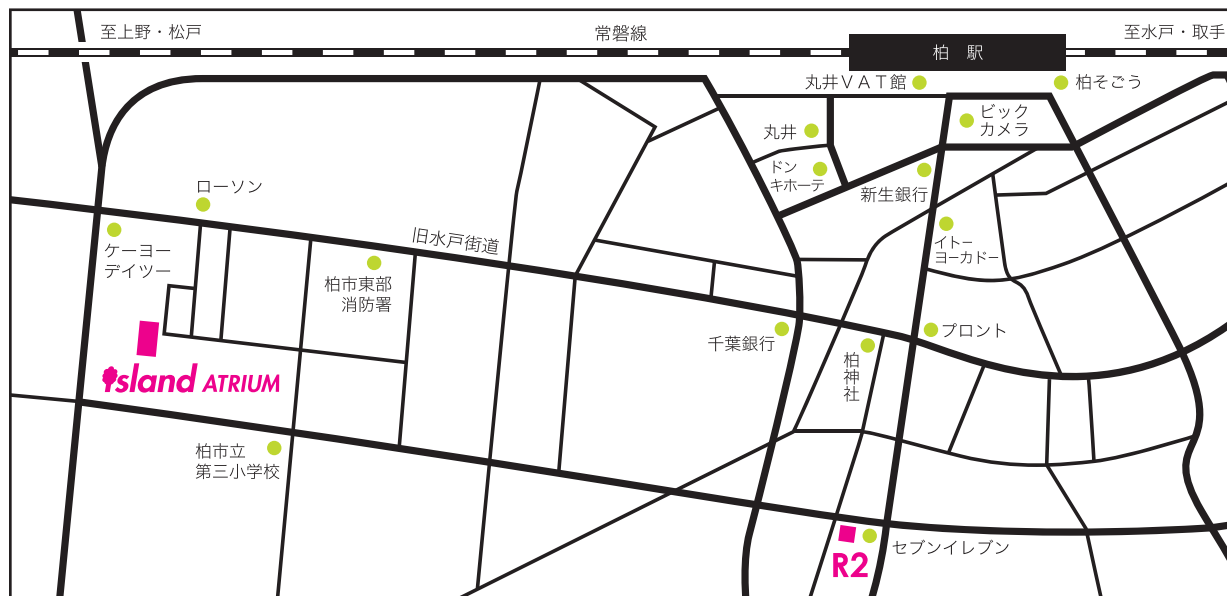 至上野・松戸
常磐線
至水戸・取手
柏 駅
丸井ＶＡＴ館
柏そごう
ビック
カメラ
丸井
ドン
キホーテ
新生銀行
ローソン
旧水戸街道
イトー
ヨーカドー
ケーヨー
デイツー
柏市東部
消防署
千葉銀行
プロント
柏神社
island ATRIUM
柏市立
第三小学校
セブンイレブン
R2